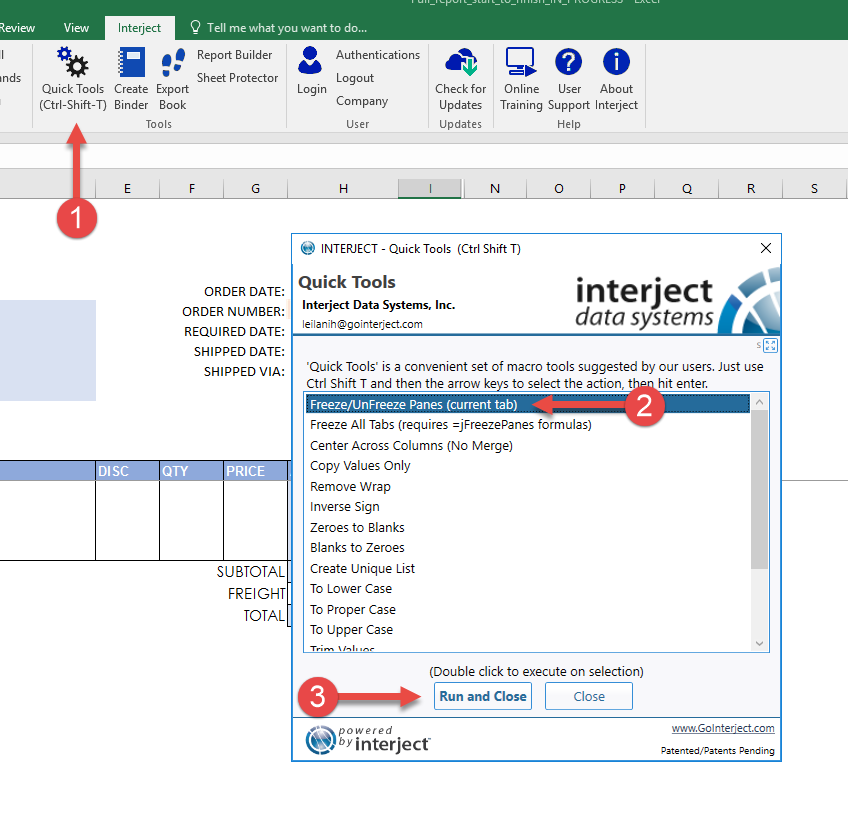 Full_report_start_to_finish_IN_PROGRESS - Excel
Review View Interject Tell me what you want to do...
Quick Tools
(Ctrl-Shift-T)
Create
Binder
Export
Book
Report Builder
Sheet Protector
Tools
Login
Authentications
Logout
Company
User
Check for
Updates
Updates
Online
Training
User
Support
About
Interject
Help
E F G H I N O P Q R S
1
ORDER DATE:
ORDER NUMBER:
REQUIRED DATE:
SHIPPED DATE:
SHIPPED VIA:
DISC QTY PRICE
SUBTOTAL
FREIGHT
TOTAL
INTERJECT - Quick Tools (Ctrl Shift T)
Quick Tools
Interject Data Systems, Inc.
leilanih@gointerject.com
interject
data systems
s
'Quick Tools' is a convenient set of macro tools suggested by our users. Just use
Ctrl Shift T and then the arrow keys to select the action, then hit enter.
Freeze/UnFreeze Panes (current tab)
2
Freeze All Tabs (requires =jFreezePanes formulas)
Center Across Columns (No Merge)
Copy Values Only
Remove Wrap
Inverse Sign
Zeroes to Blanks
Blanks to Zeroes
Create Unique List
To Lower Case
To Proper Case
To Upper Case
Trim Values
(Double click to execute on selection)
3
Run and Close
Close
powered
by interject
www.GoInterject.com
Patented/Patents Pending